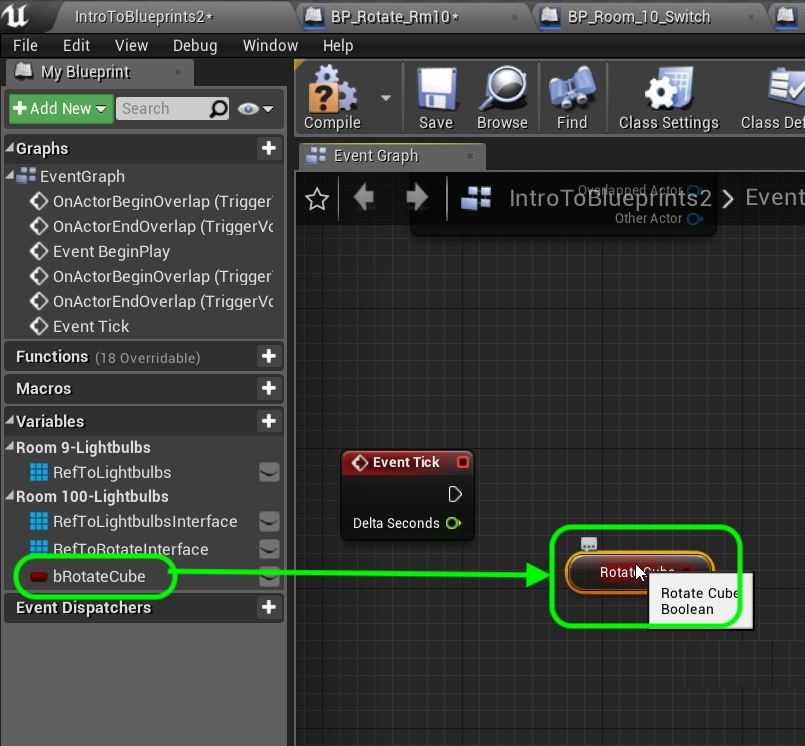 IntroToBlueprints2*
BP_Rotate_Rm10*
BP_Room_10_Switch
File Edit View Debug Window Help
My Blueprint
Add New
Search
Compile
Save
Browse
Find
Class Settings
Class De
Graphs
EventGraph
OnActorBeginOverlap (Trigger
OnActorEndOverlap (TriggerVo
Event BeginPlay
OnActorBeginOverlap (Trigger
OnActorEndOverlap (TriggerVo
Event Tick
Functions (18 Overridable)
Macros
Variables
Room 9-Lightbulbs
RefToLightbulbs
Room 100-Lightbulbs
RefToLightbulbsInterface
RefToRotateInterface
bRotateCube
Event Dispatchers
Event Graph
IntroToBlueprints2 > Event
Overlapped Actor
Other Actor
Event Tick
Delta Seconds
Rotate Cube
Rotate Cube
Boolean